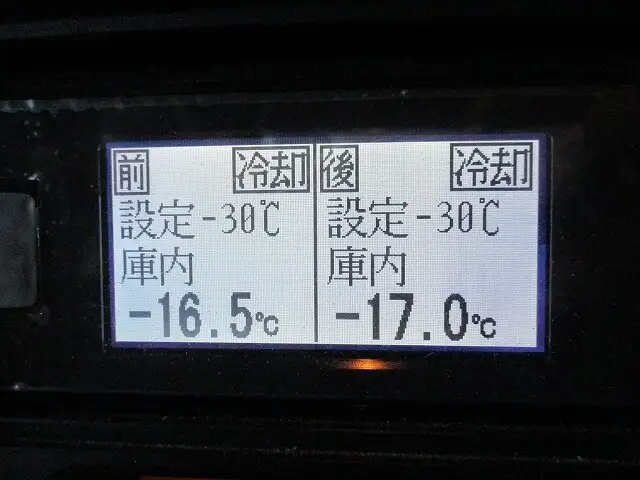 前 冷却
設定-30℃
庫内
-16.5℃
後 冷却
設定-30℃
庫内
-17.0℃